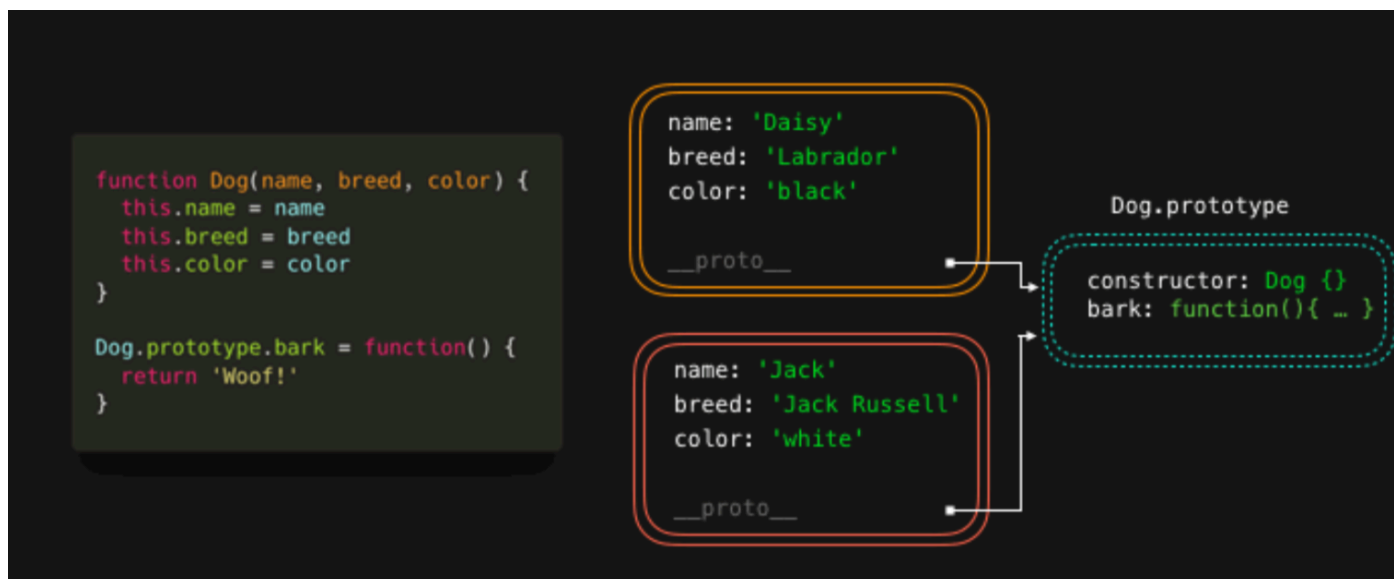 function Dog(name, breed, color) {
this.name = name
this.breed = breed
this.color = color
}
Dog.prototype.bark = function() {
return 'Woof!'
}
name: 'Daisy'
breed: 'Labrador'
color: 'black'
__proto__
name: 'Jack'
breed: 'Jack Russell'
color: 'white'
__proto__
Dog.prototype
constructor: Dog {}
bark: function(){ … }